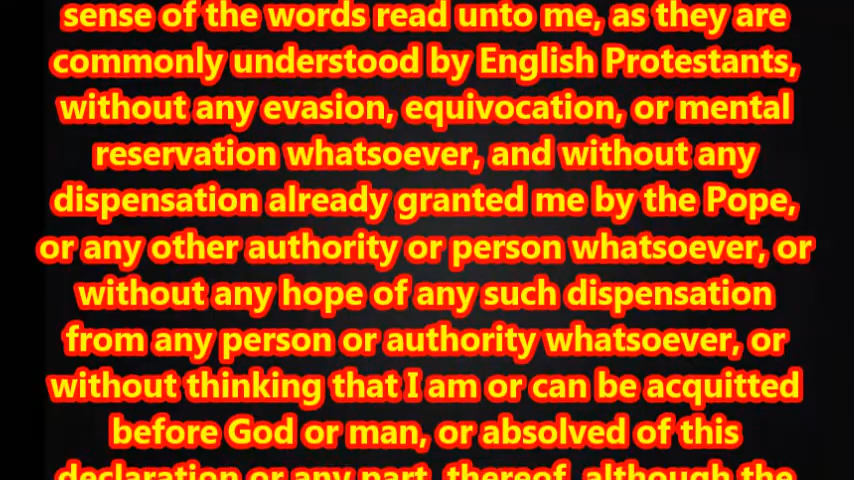 sense of the words read unto me, as they are
commonly understood by English Protestants,
without any evasion, equivocation, or mental
reservation whatsoever, and without any
dispensation already granted me by the Pope,
or any other authority or person whatsoever, or
without any hope of any such dispensation
from any person or authority whatsoever, or
without thinking that I am or can be acquitted
before God or man, or absolved of this
declaration or any part, thereof, although the